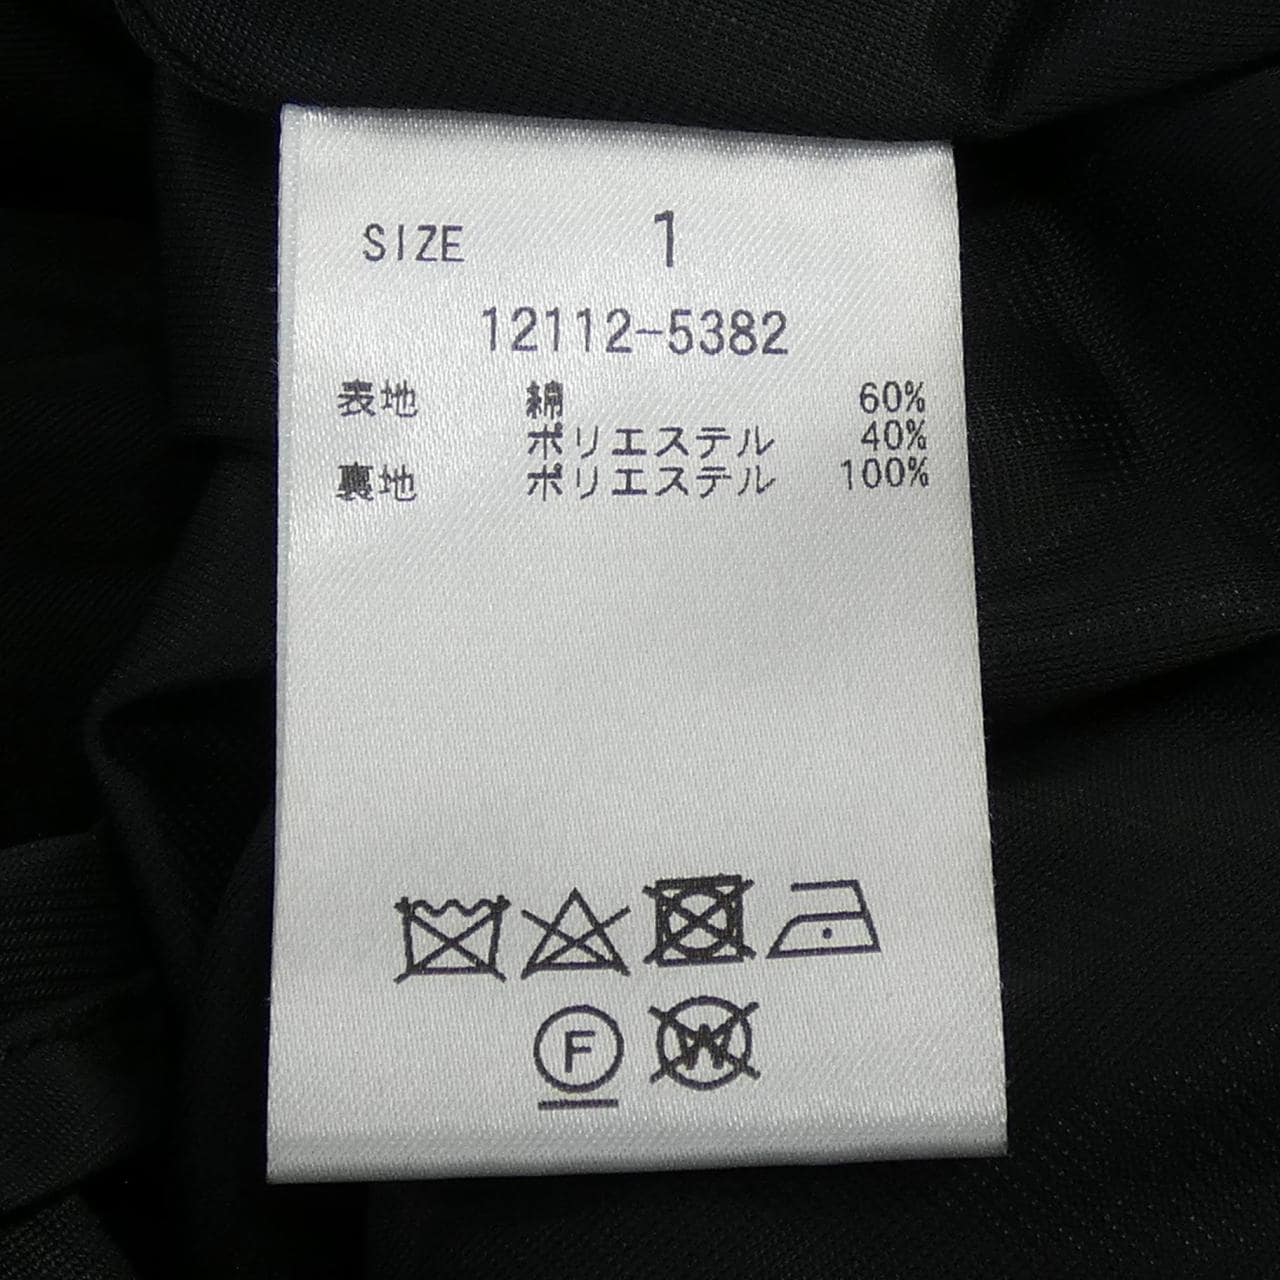 SIZE 1
12112-5382
表地 綿 60%
ポリエステル 40%
裏地 ポリエステル 100%
F W